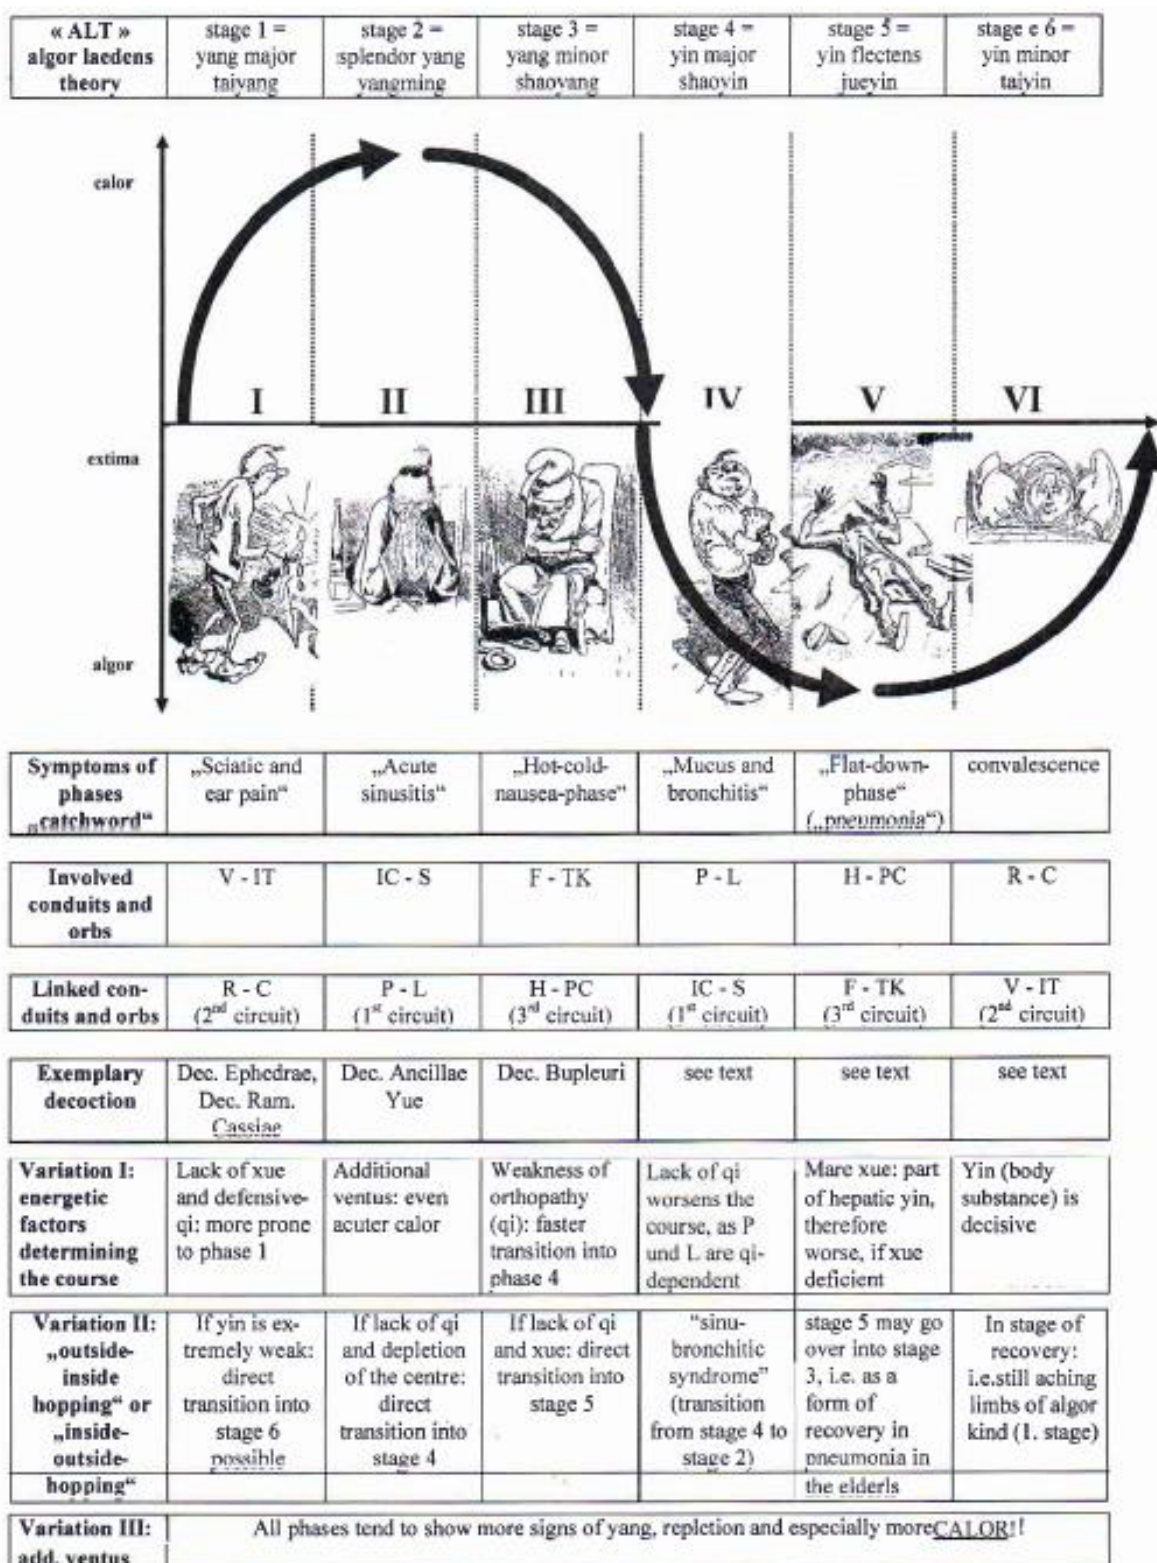 « ALT »
algor laedens
theory
stage 1 =
yang major
taiyang
stage 2 =
splendor yang
yangming
stage 3 =
yang minor
shaoyang
stage 4 =
yin major
shaoyin
stage 5 =
yin flectens
jueyin
stage e 6 =
yin minor
taiyin
calor
extima
algor
I
II
III
IV
V
VI
Symptoms of
phases
„catchword“
„Sciatic and
ear pain“
„Acute
sinusitis“
„Hot-cold-
nausea-phase“
„Mucus and
bronchitis“
„Flat-down-
phase“
(„pneumonia“)
convalescence
Involved
conduits and
orbs
V - IT
IC - S
F - TK
P - L
H - PC
R - C
Linked con-
duits and orbs
R - C
(2nd circuit)
P - L
(1st circuit)
H - PC
(3rd circuit)
IC - S
(1st circuit)
F - TK
(3rd circuit)
V - IT
(2nd circuit)
Exemplary
decoction
Dec. Ephedrae,
Dec. Ram.
Cassiae
Dec. Ancillae
Yue
Dec. Bupleuri
see text
see text
see text
Variation I:
energetic
factors
determining
the course
Lack of xue
and defensive-
qi: more prone
to phase 1
Additional
ventus: even
acuter calor
Weakness of
orthopathy
(qi): faster
transition into
phase 4
Lack of qi
worsens the
course, as P
und L are qi-
dependent
Mare xue: part
of hepatic yin,
therefore
worse, if xue
deficient
Yin (body
substance) is
decisive
Variation II:
„outside-
inside
hopping“ or
„inside-
outside-
hopping“
If yin is ex-
tremely weak:
direct
transition into
stage 6
possible
If lack of qi
and depletion
of the centre:
direct
transition into
stage 4
If lack of qi
and xue: direct
transition into
stage 5
"sinu-
bronchitic
syndrome"
(transition
from stage 4 to
stage 2)
stage 5 may go
over into stage
3, i.e. as a
form of
recovery in
pneumonia in
the elderls
In stage of
recovery:
i.e.still aching
limbs of algor
kind (1. stage)
Variation III:
add. ventus
All phases tend to show more signs of yang, repletion and especially moreCALOR!!